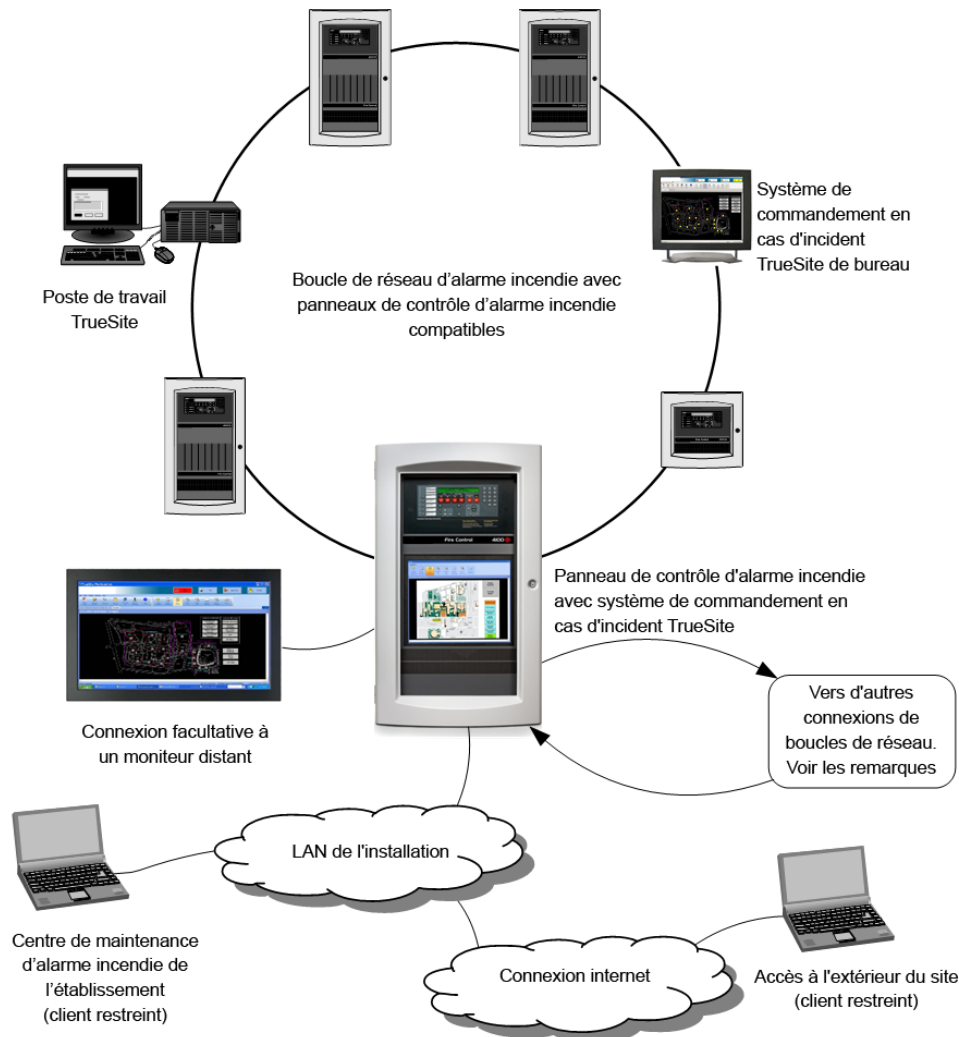 Système de
commandement en
cas d'incident
TrueSite de bureau
Boucle de réseau d’alarme incendie avec
panneaux de contrôle d’alarme incendie
compatibles
Poste de travail
TrueSite
Fire Control 4100
Panneau de contrôle d'alarme incendie
avec système de commandement en
cas d'incident TrueSite
Connexion facultative à
un moniteur distant
Vers d'autres
connexions de
boucles de réseau.
Voir les remarques
LAN de l'installation
Centre de maintenance
d’alarme incendie de
l’établissement
(client restreint)
Connexion internet
Accès à l'extérieur du site
(client restreint)